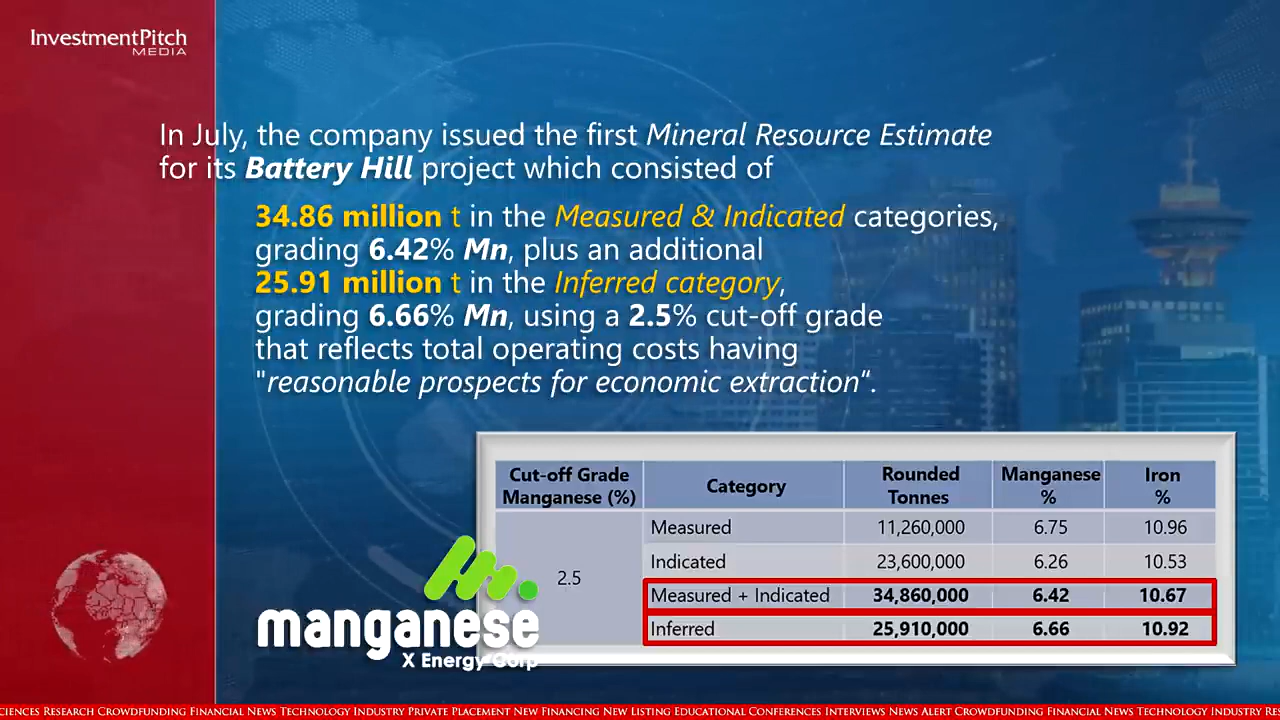 InvestmentPitch
MEDIA
In July, the company issued the first Mineral Resource Estimate
for its Battery Hill project which consisted of
34.86 million t in the Measured & Indicated categories,
grading 6.42% Mn, plus an additional
25.91 million t in the Inferred category,
grading 6.66% Mn, using a 2.5% cut-off grade
that reflects total operating costs having
"reasonable prospects for economic extraction“.
Cut-off Grade Manganese (%) Category Rounded Tonnes Manganese % Iron %
Measured 11,260,000 6.75 10.96
Indicated 23,600,000 6.26 10.53
2.5
Measured + Indicated 34,860,000 6.42 10.67
Inferred 25,910,000 6.66 10.92
manganese
X Energy Corp
CIENCES RESEARCH CROWDFUNDING FINANCIAL NEWS TECHNOLOGY INDUSTRY PRIVATE PLACEMENT NEW FINANCING NEW LISTING EDUCATIONAL CONFERENCES INTERVIEWS NEWS ALERT CROWDFUNDING FINANCIAL NEWS TECHNOLOGY INDUSTRY RE